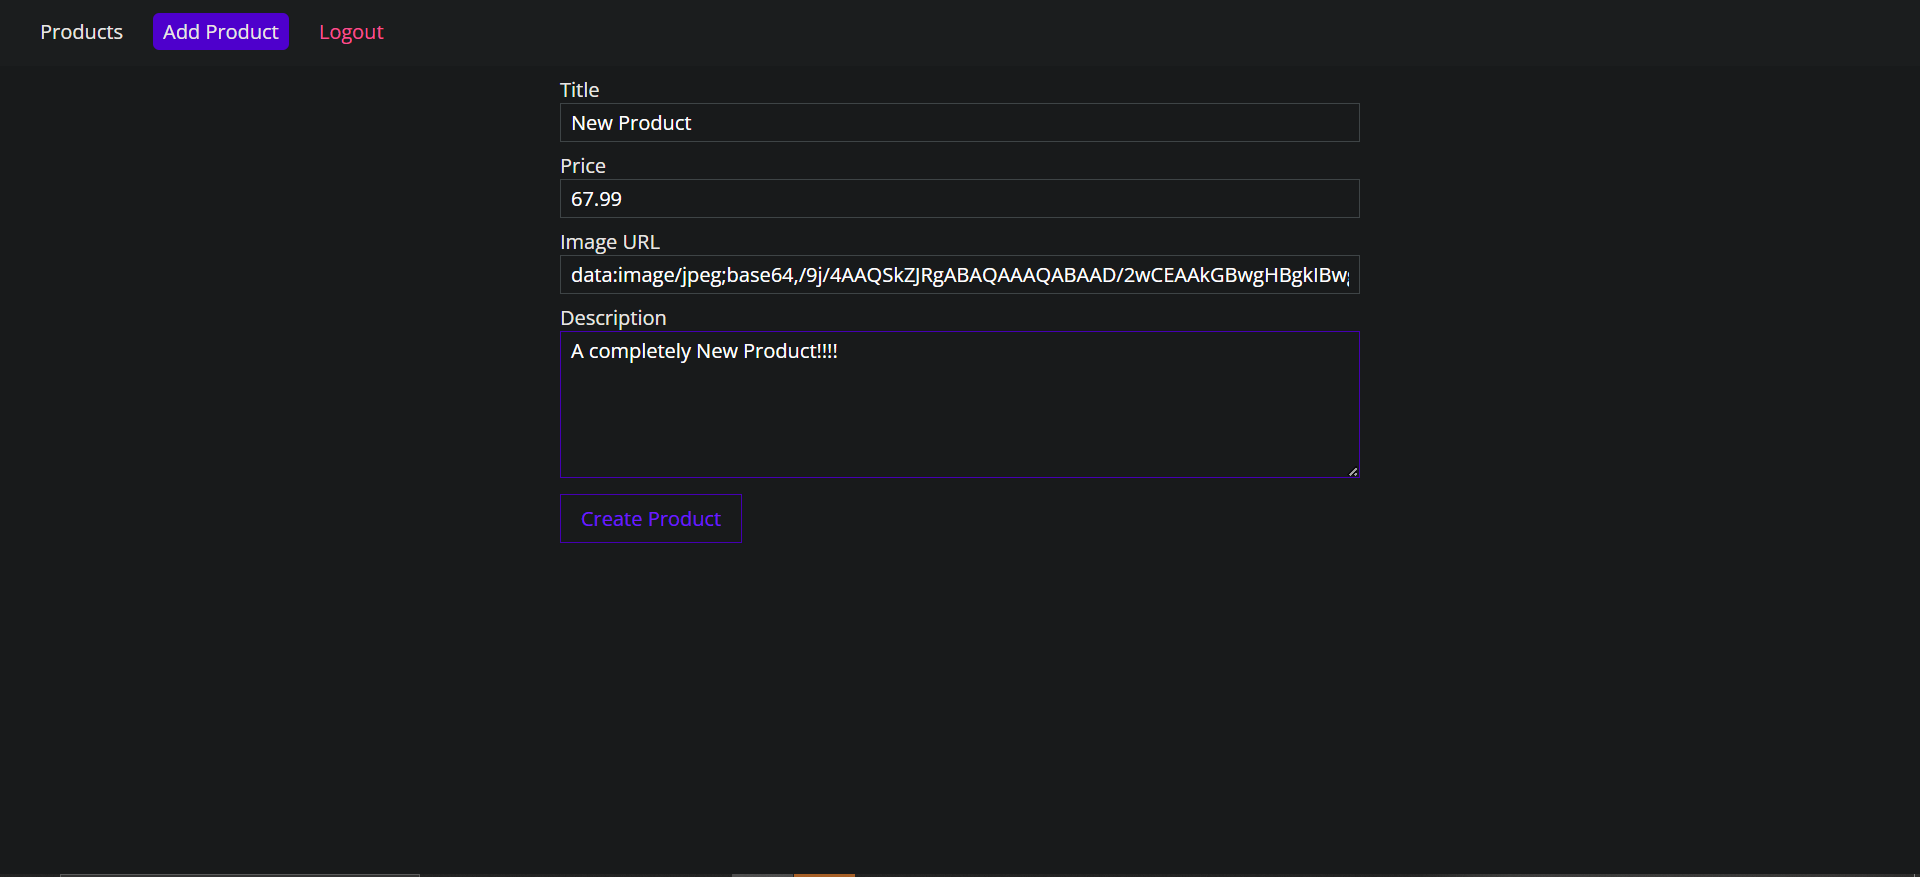 Products Add Product Logout
Title
New Product
Price
67.99
Image URL
data:image/jpeg;base64,/9j/4AAQSkZJRgABAQAAAQABAAD/2wCEAAkGBwgHBgkIBw
Description
A completely New Product!!!!
Create Product